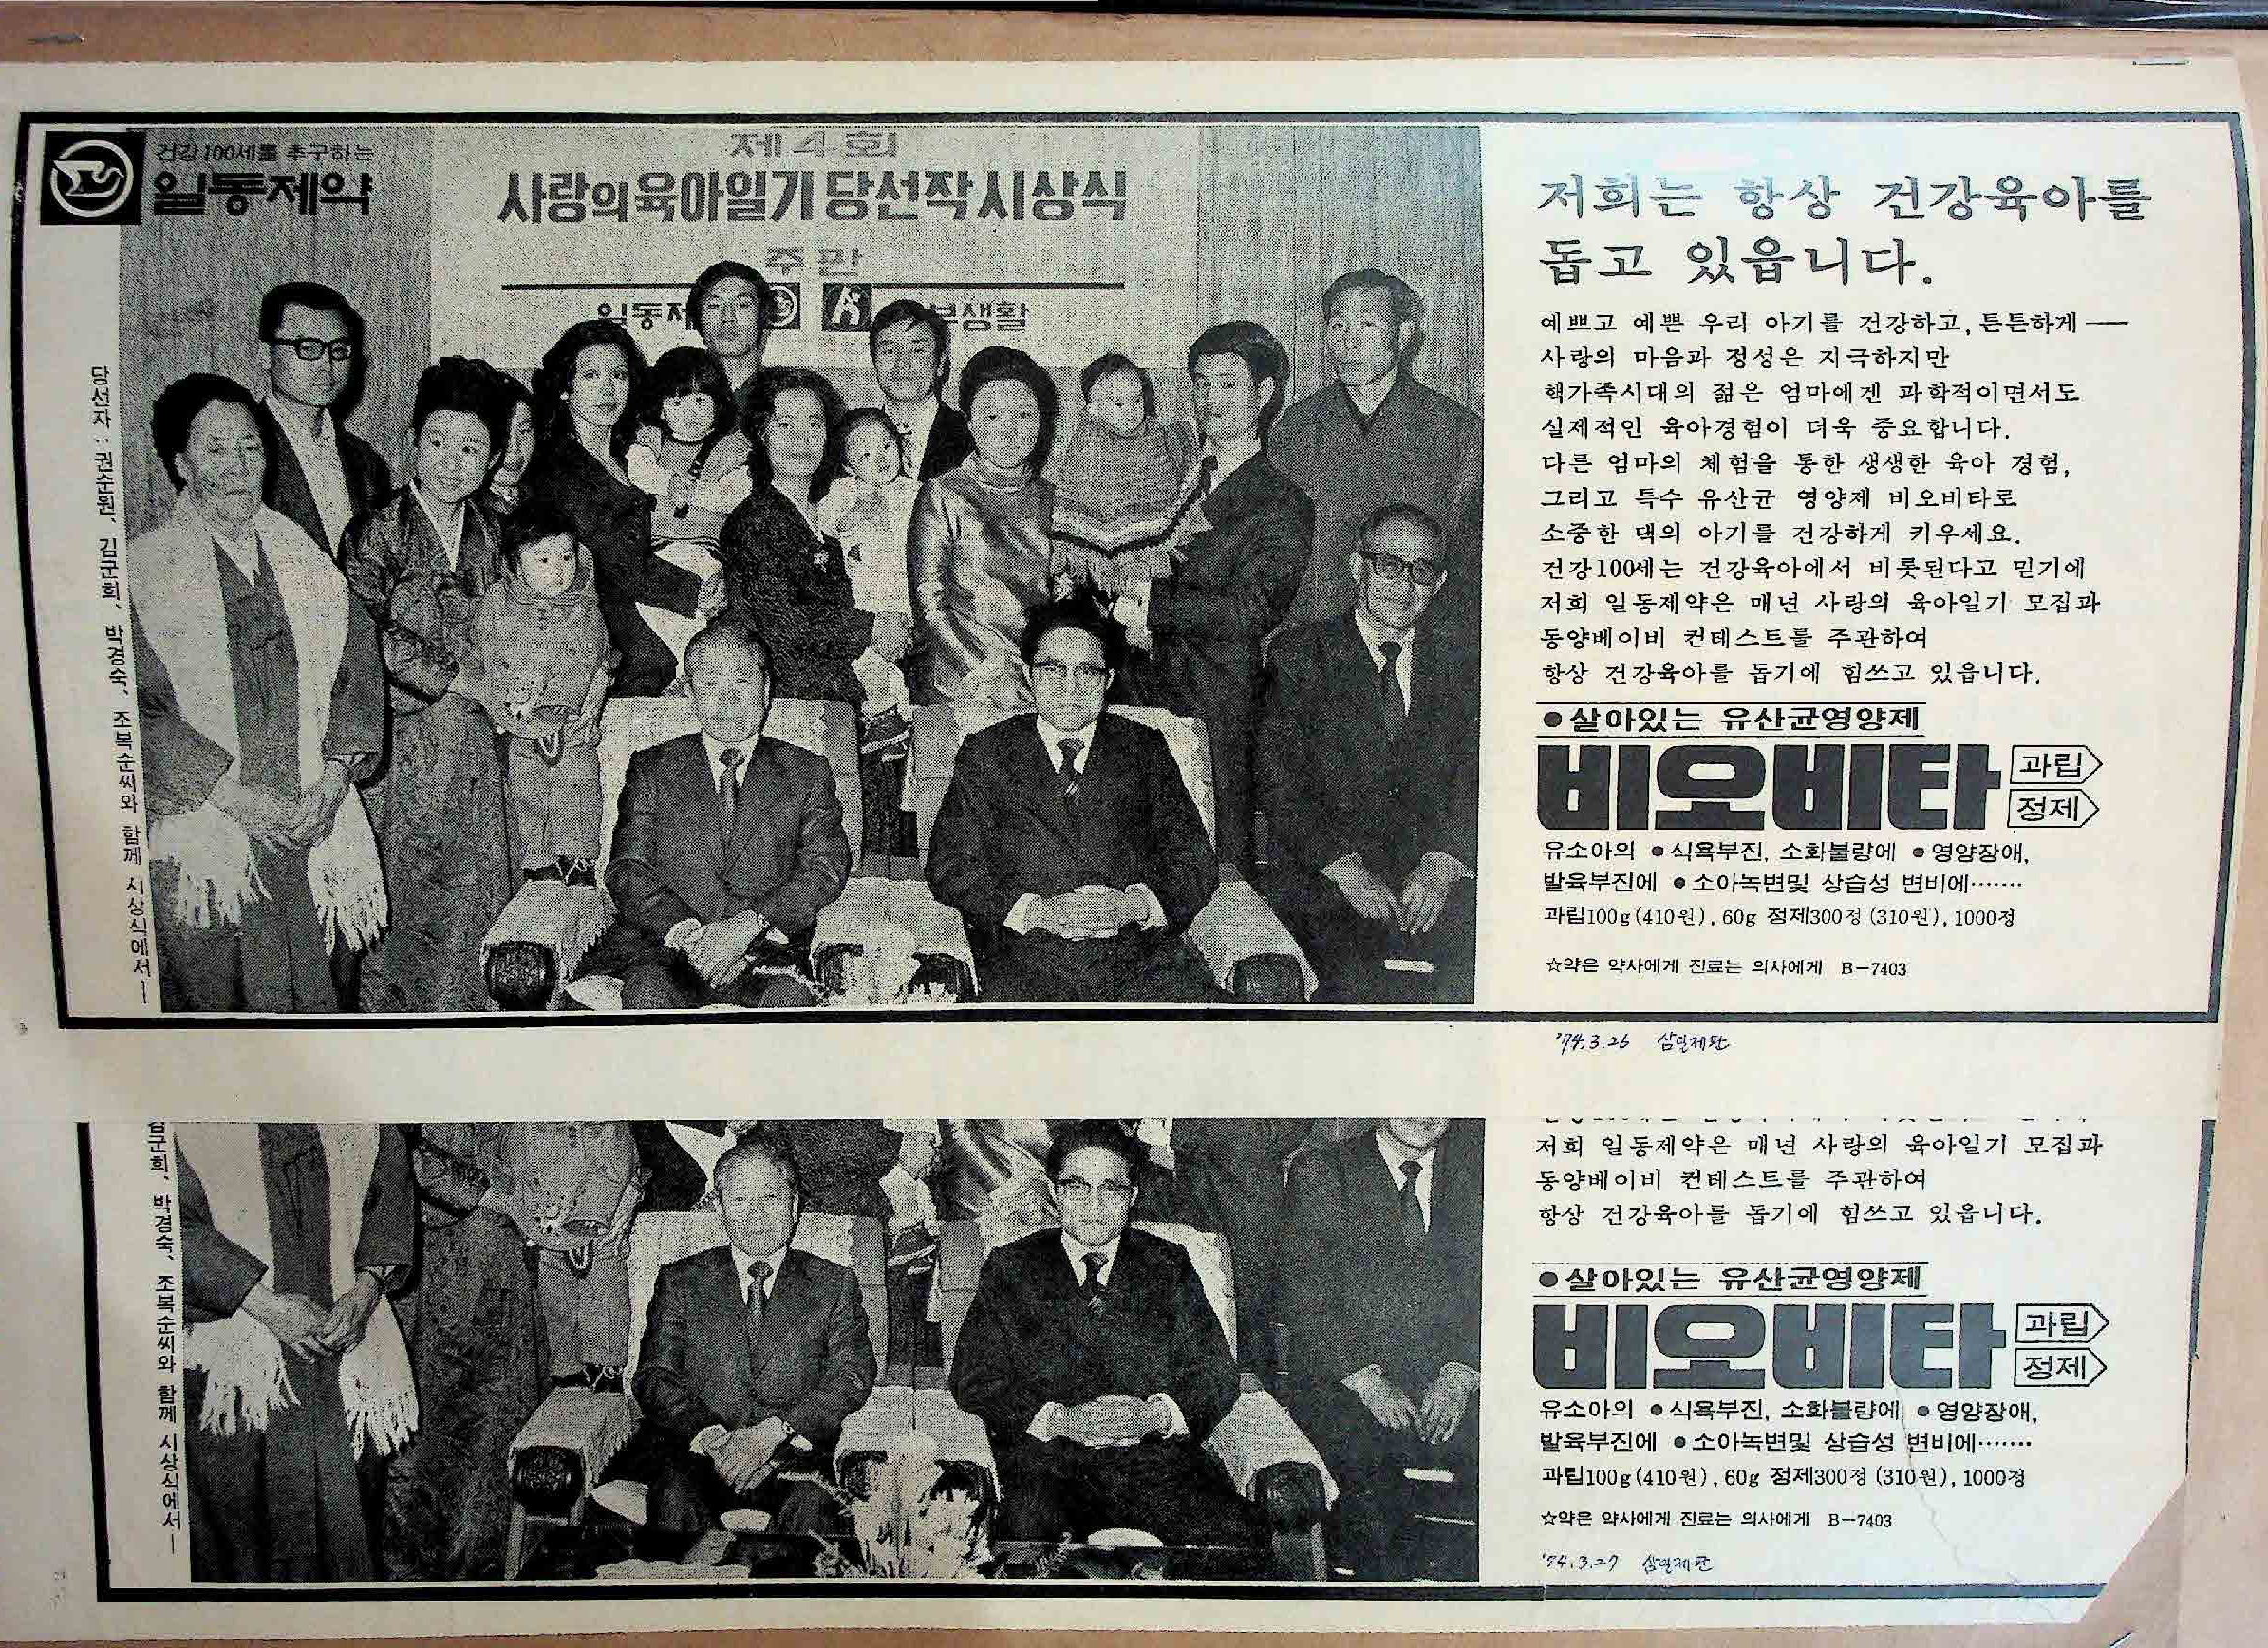 건강100세를 추구하는
일동제약
제4회
사랑의 육아일기 당선작 시상식
주관
일동제
부생활
당선자 : 권순원、김군희、박경숙、조복순씨와 함께 시상식에서—
저희는 항상 건강육아를
돕고 있읍니다.
예쁘고 예쁜 우리 아기를 건강하고, 튼튼하게 —
사랑의 마음과 정성은 지극하지만
핵가족시대의 젊은 엄마에겐 과학적이면서도
실제적인 육아경험이 더욱 중요합니다.
다른 엄마의 체험을 통한 생생한 육아 경험,
그리고 특수 유산균 영양제 비오비타로
소중한 댁의 아기를 건강하게 키우세요.
건강100세는 건강육아에서 비롯된다고 믿기에
저희 일동제약은 매년 사랑의 육아일기 모집과
동양베이비 컨테스트를 주관하여
항상 건강육아를 돕기에 힘쓰고 있읍니다.
●살아있는 유산균영양제
비오비타
과립
정제
유소아의 ●식욕부진, 소화불량에 ●영양장애,
발육부진에 ●소아녹변및 상습성 변비에·······
과립100g(410원), 60g 정제300정 (310원), 1000정
☆약은 약사에게 진료는 의사에게 B-7403
'74.3.26 삼일제판
김군희、박경숙、조복순씨와 함께 시상식에서—
저희 일동제약은 매년 사랑의 육아일기 모집과
동양베이비 컨테스트를 주관하여
항상 건강육아를 돕기에 힘쓰고 있읍니다.
●살아있는 유산균영양제
비오비타
과립
정제
유소아의 ●식욕부진, 소화불량에 ●영양장애,
발육부진에 ●소아녹변및 상습성 변비에·······
과립100g(410원), 60g 정제300정 (310원), 1000정
☆약은 약사에게 진료는 의사에게 B-7403
'74.3.27 삼일제판